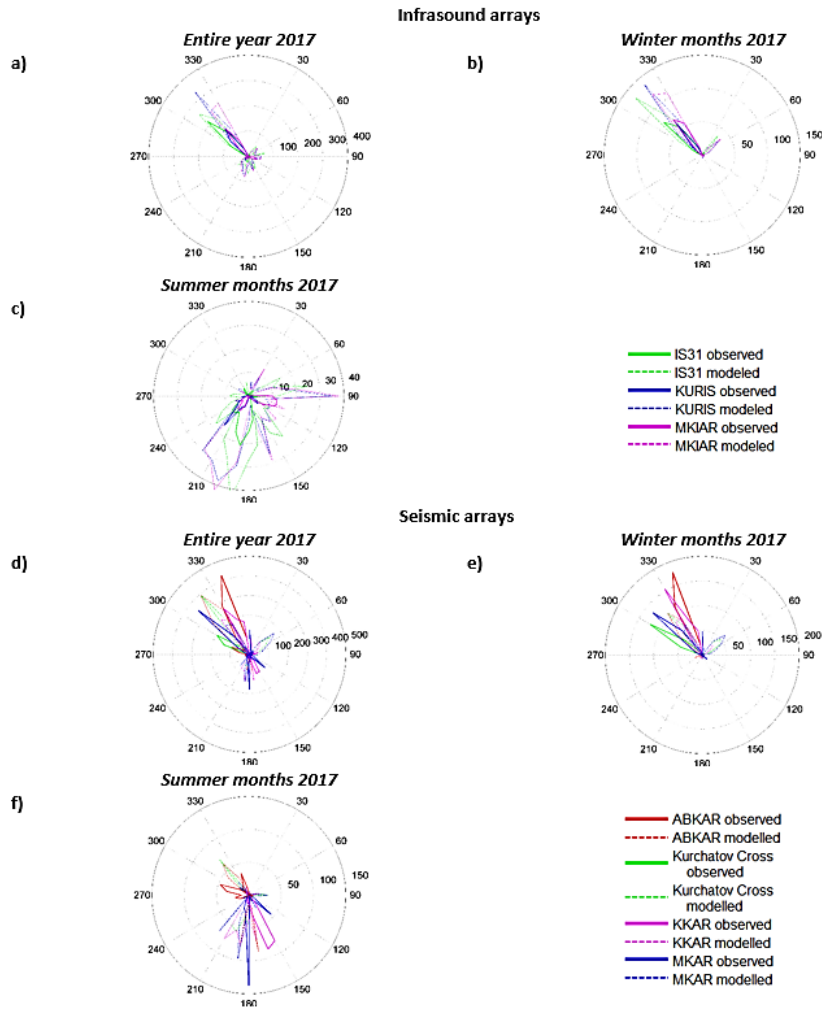 Infrasound arrays
a)
Entire year 2017
330
30
300
60
270
100 200 300 400
90
240
120
210
150
180
b)
Winter months 2017
330
30
300
60
270
50
100
150
90
240
120
210
150
180
c)
Summer months 2017
330
30
300
60
270
10 20 30 40
90
240
120
210
150
180
IS31 observed
IS31 modeled
KURIS observed
KURIS modeled
MKIAR observed
MKIAR modeled
Seismic arrays
d)
Entire year 2017
330
30
300
60
270
100 200 300 400 500
90
240
120
210
150
180
e)
Winter months 2017
330
30
300
60
270
50
100
150
200
90
240
120
210
150
180
f)
Summer months 2017
330
30
300
60
270
50
100
150
90
240
120
210
150
180
ABKAR observed
ABKAR modelled
Kurchatov Cross
observed
Kurchatov Cross
modelled
KKAR observed
KKAR modelled
MKAR observed
MKAR modelled